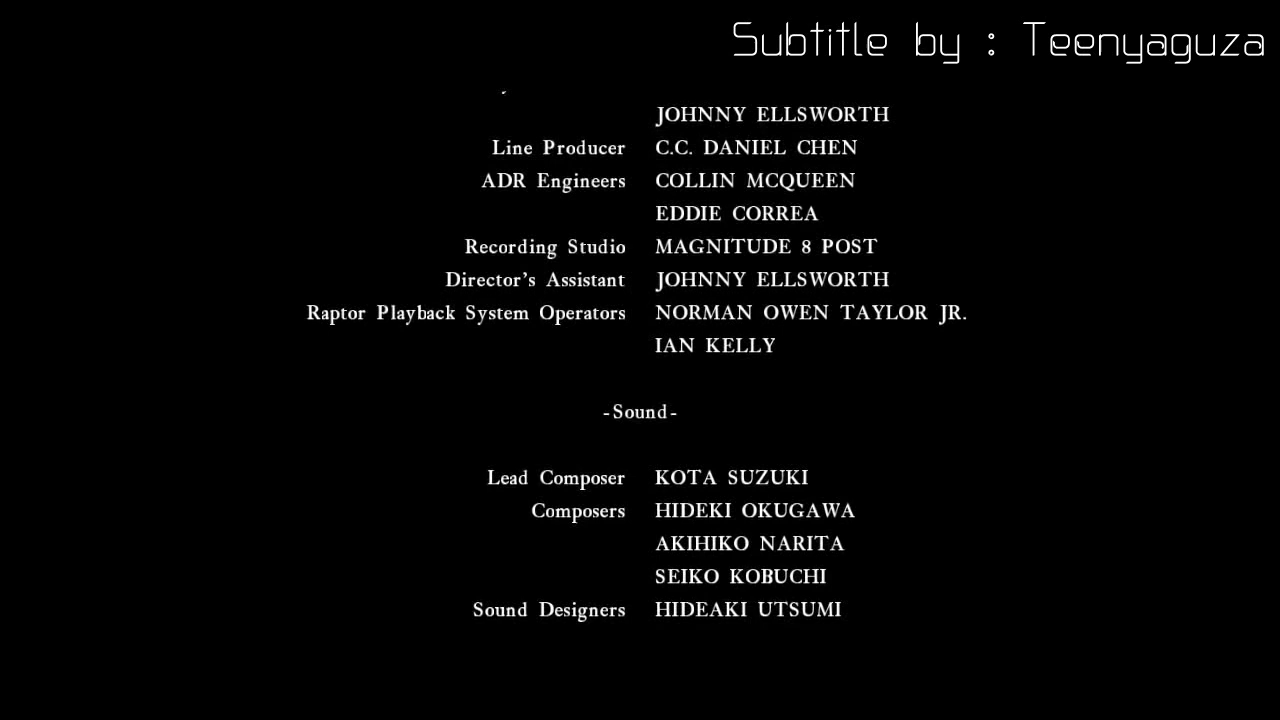 Subtitle by : Teenyaguza
JOHNNY ELLSWORTH
Line Producer C.C. DANIEL CHEN
ADR Engineers COLLIN MCQUEEN
EDDIE CORREA
Recording Studio MAGNITUDE 8 POST
Director's Assistant JOHNNY ELLSWORTH
Raptor Playback System Operators NORMAN OWEN TAYLOR JR.
IAN KELLY
-Sound-
Lead Composer KOTA SUZUKI
Composers HIDEKI OKUGAWA
AKIHIKO NARITA
SEIKO KOBUCHI
Sound Designers HIDEAKI UTSUMI